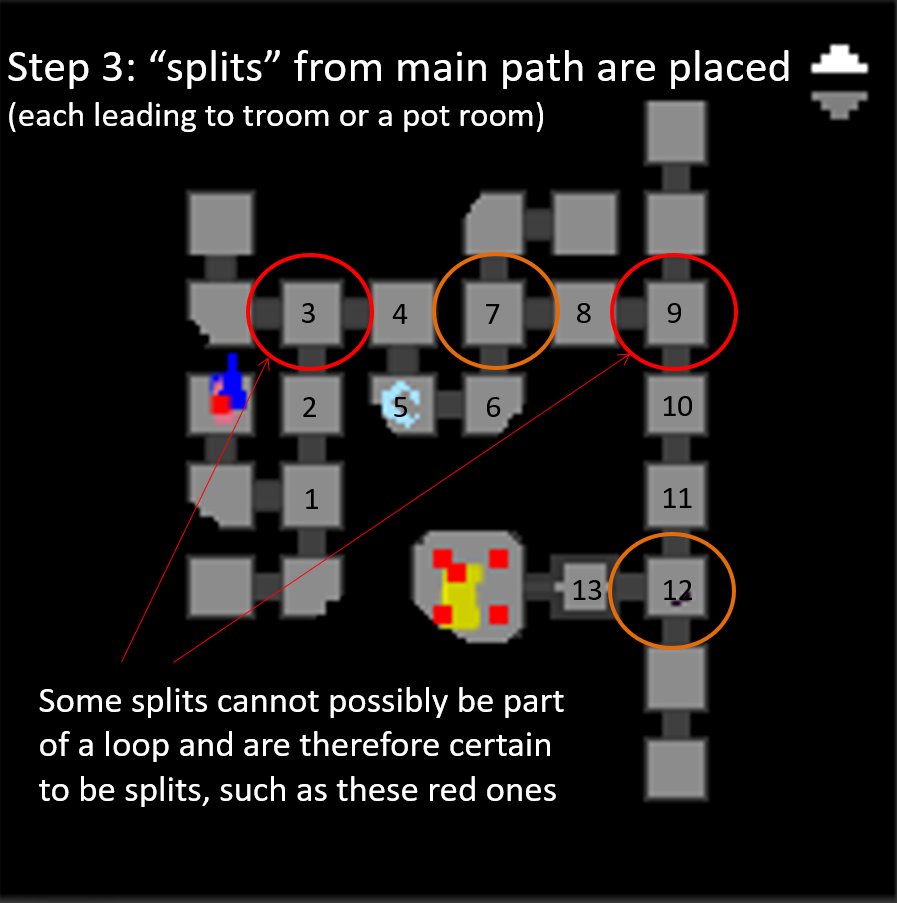 Step 3: “splits” from main path are placed
(each leading to troom or a pot room)
3
4
7
8
9
2
5
6
10
1
11
13
12
Some splits cannot possibly be part
of a loop and are therefore certain
to be splits, such as these red ones